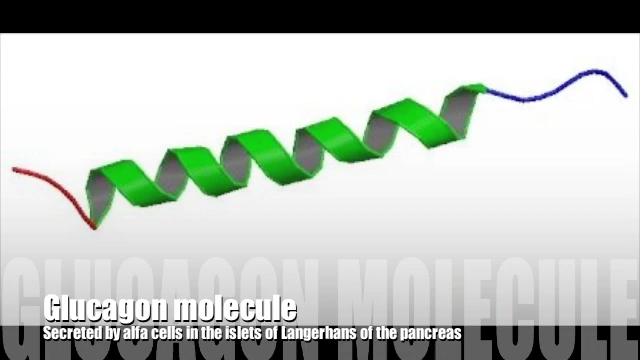 GLUCAGON MOLECULE
Glucagon molecule
Secreted by alfa cells in the islets of Langerhans of the pancreas